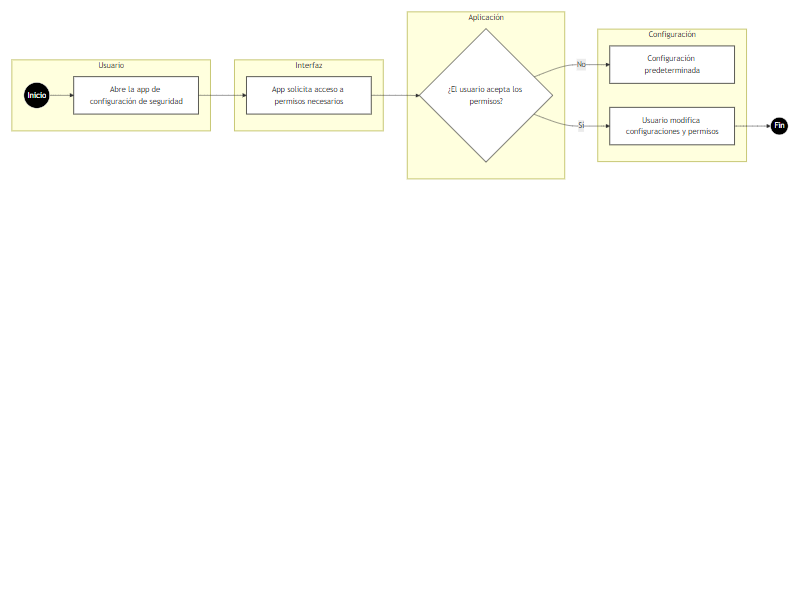 Usuario
Inicio
Abre la app de
configuración de seguridad
Interfaz
App solicita acceso a
permisos necesarios
Aplicación
¿El usuario acepta los
permisos?
No
Sí
Configuración
Configuración
predeterminada
Usuario modifica
configuraciones y permisos
Fin